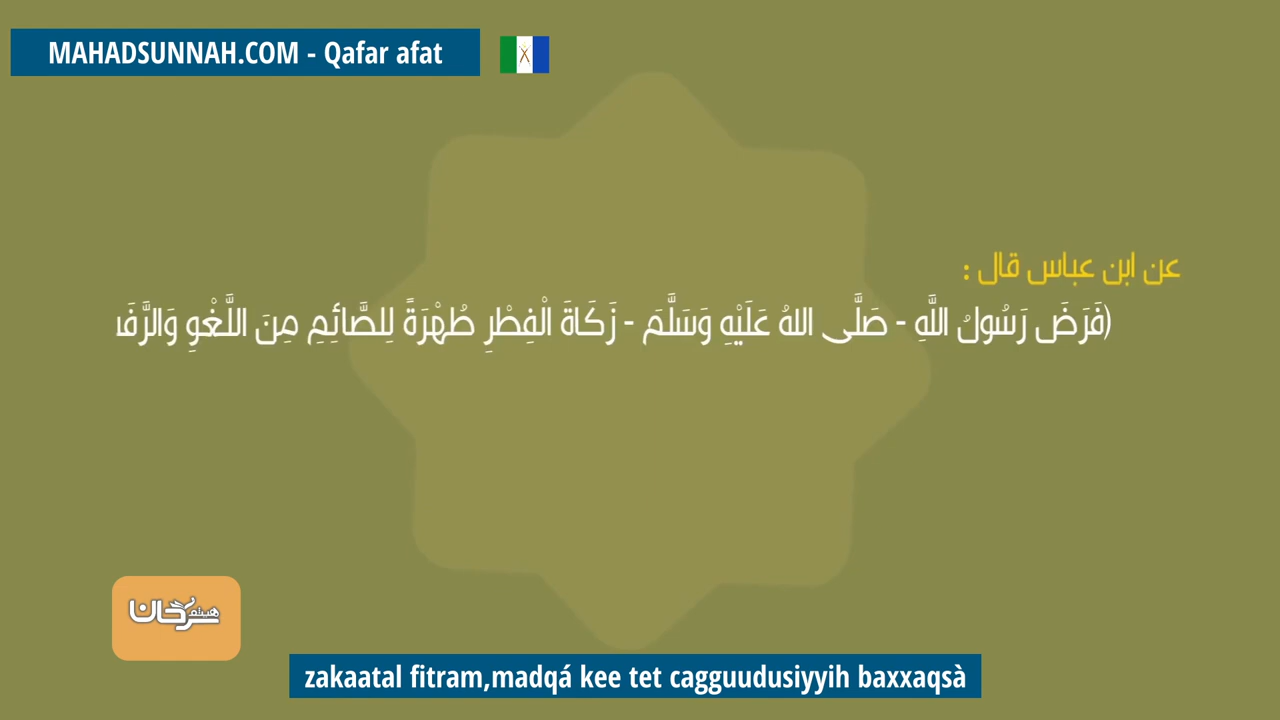 MAHADSUNNAH.COM - Qafar afat
عن ابن عباس قال :
(فَرَضَ رَسُولُ اللَّهِ - صَلَّى اللهُ عَلَيْهِ وَسَلَّمَ - زَكَاةَ الْفِطْرِ طُهْرَةً لِلصَّائِمِ مِنَ اللَّغْوِ وَالرَّفَ
zakaatal fitram,madqá kee tet cagguudusiyyih baxxaqsà